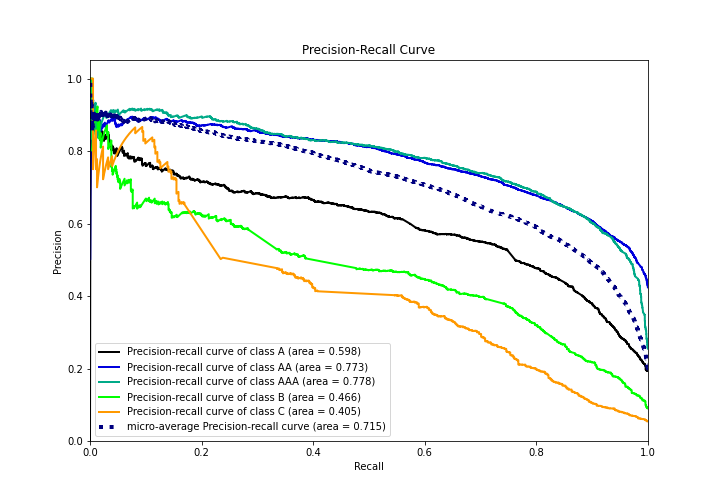 Precision-Recall Curve
Precision
1.0
0.8
0.6
0.4
0.2
0.0
Precision-recall curve of class A (area = 0.598)
Precision-recall curve of class AA (area = 0.773)
Precision-recall curve of class AAA (area = 0.778)
Precision-recall curve of class B (area = 0.466)
Precision-recall curve of class C (area = 0.405)
micro-average Precision-recall curve (area = 0.715)
0.0 0.2 0.4 0.6 0.8 1.0
Recall